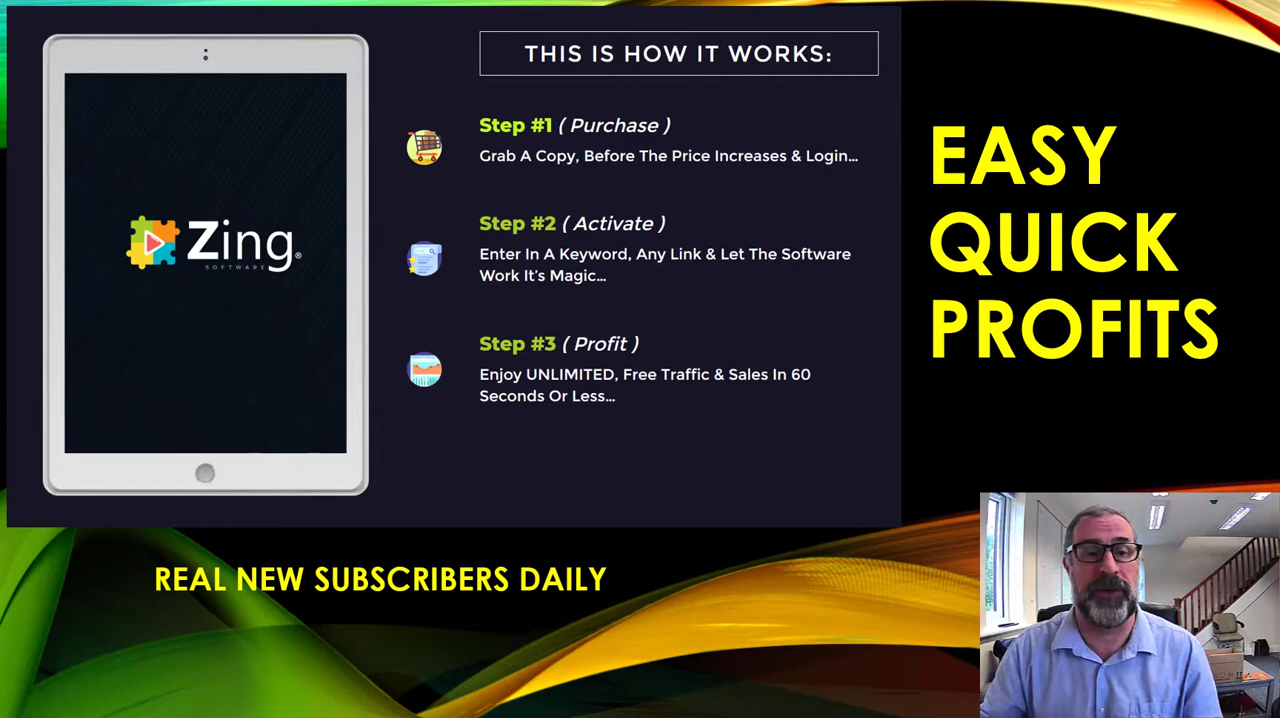 THIS IS HOW IT WORKS:
Step #1 ( Purchase )
Grab A Copy, Before The Price Increases & Login...
Step #2 ( Activate )
Enter In A Keyword, Any Link & Let The Software
Work It's Magic...
Step #3 ( Profit )
Enjoy UNLIMITED, Free Traffic & Sales In 60
Seconds Or Less...
Zing®
SOFTWARE
EASY
QUICK
PROFITS
REAL NEW SUBSCRIBERS DAILY